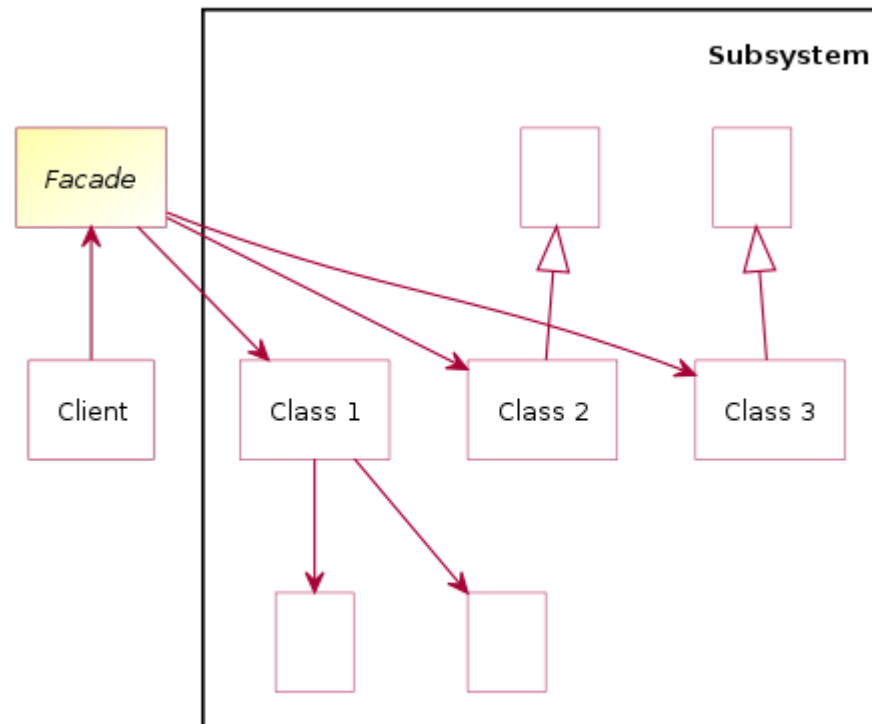 Subsystem
Facade
Client
Class 1
Class 2
Class 3